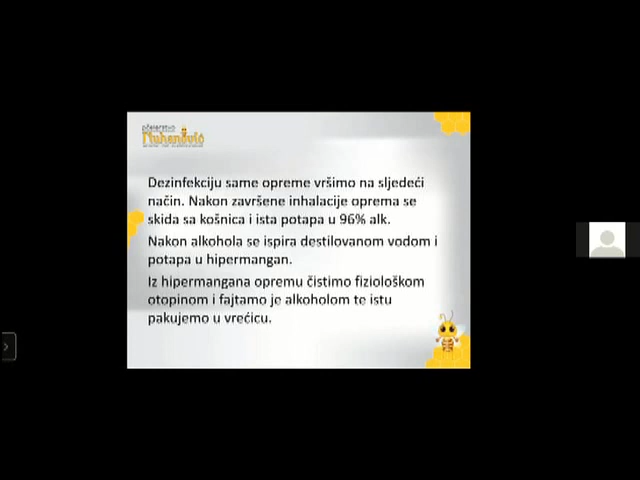 pčelarstvo
Nuhanović
Dezinfekciju same opreme vršimo na sljedeći
način. Nakon završene inhalacije oprema se
skida sa košnica i ista potapa u 96% alk.
Nakon alkohola se ispira destilovanom vodom i
potapa u hipermangan.
Iz hipermangana opremu čistimo fiziološkom
otopinom i fajtamo je alkoholom te istu
pakujemo u vrećicu.